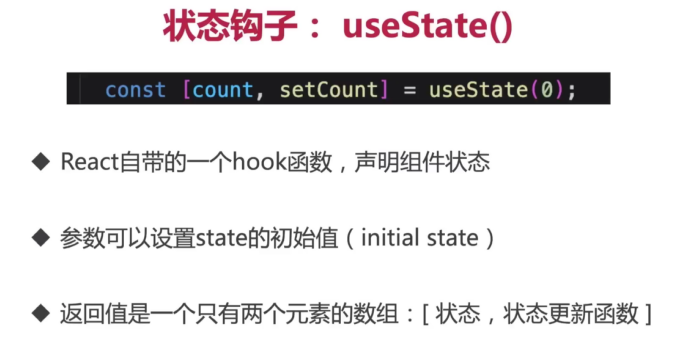 状态钩子： useState()
const [count, setCount] = useState(0);
◆ React自带的一个hook函数，声明组件状态
◆ 参数可以设置state的初始值（initial state）
◆ 返回值是一个只有两个元素的数组：[ 状态，状态更新函数 ]